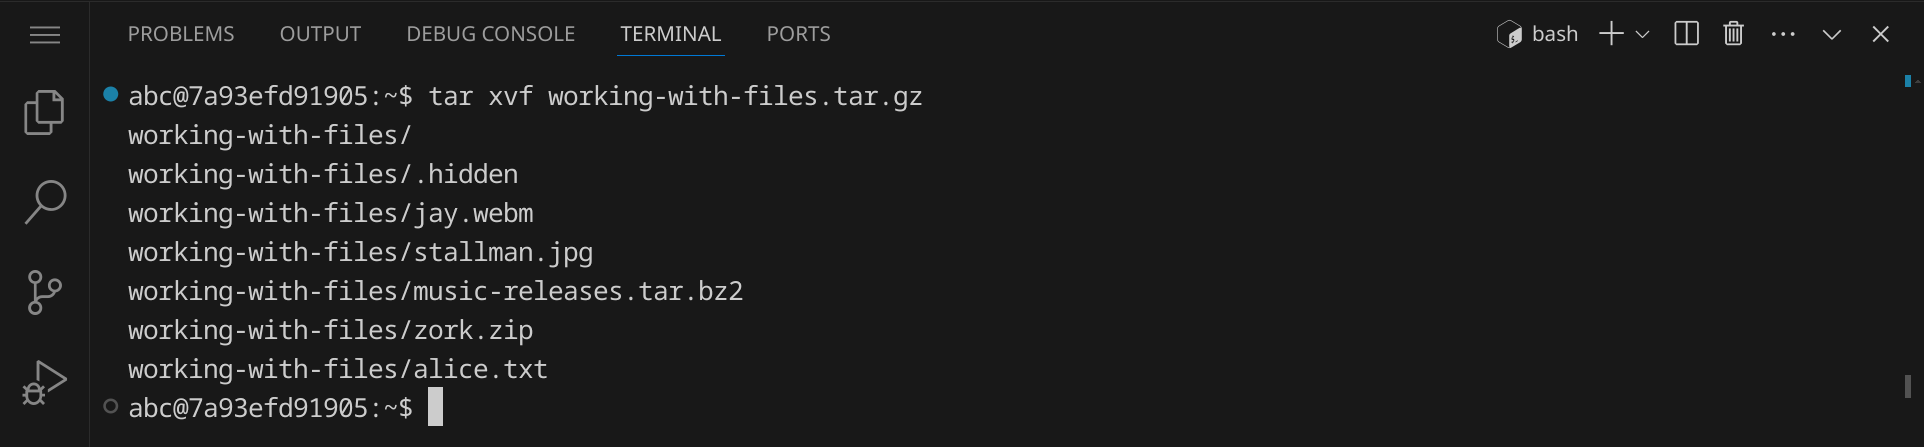 PROBLEMS OUTPUT DEBUG CONSOLE TERMINAL PORTS bash
abc@7a93efd91905:~$ tar xvf working-with-files.tar.gz
working-with-files/
working-with-files/.hidden
working-with-files/jay.webm
working-with-files/stallman.jpg
working-with-files/music-releases.tar.bz2
working-with-files/zork.zip
working-with-files/alice.txt
abc@7a93efd91905:~$